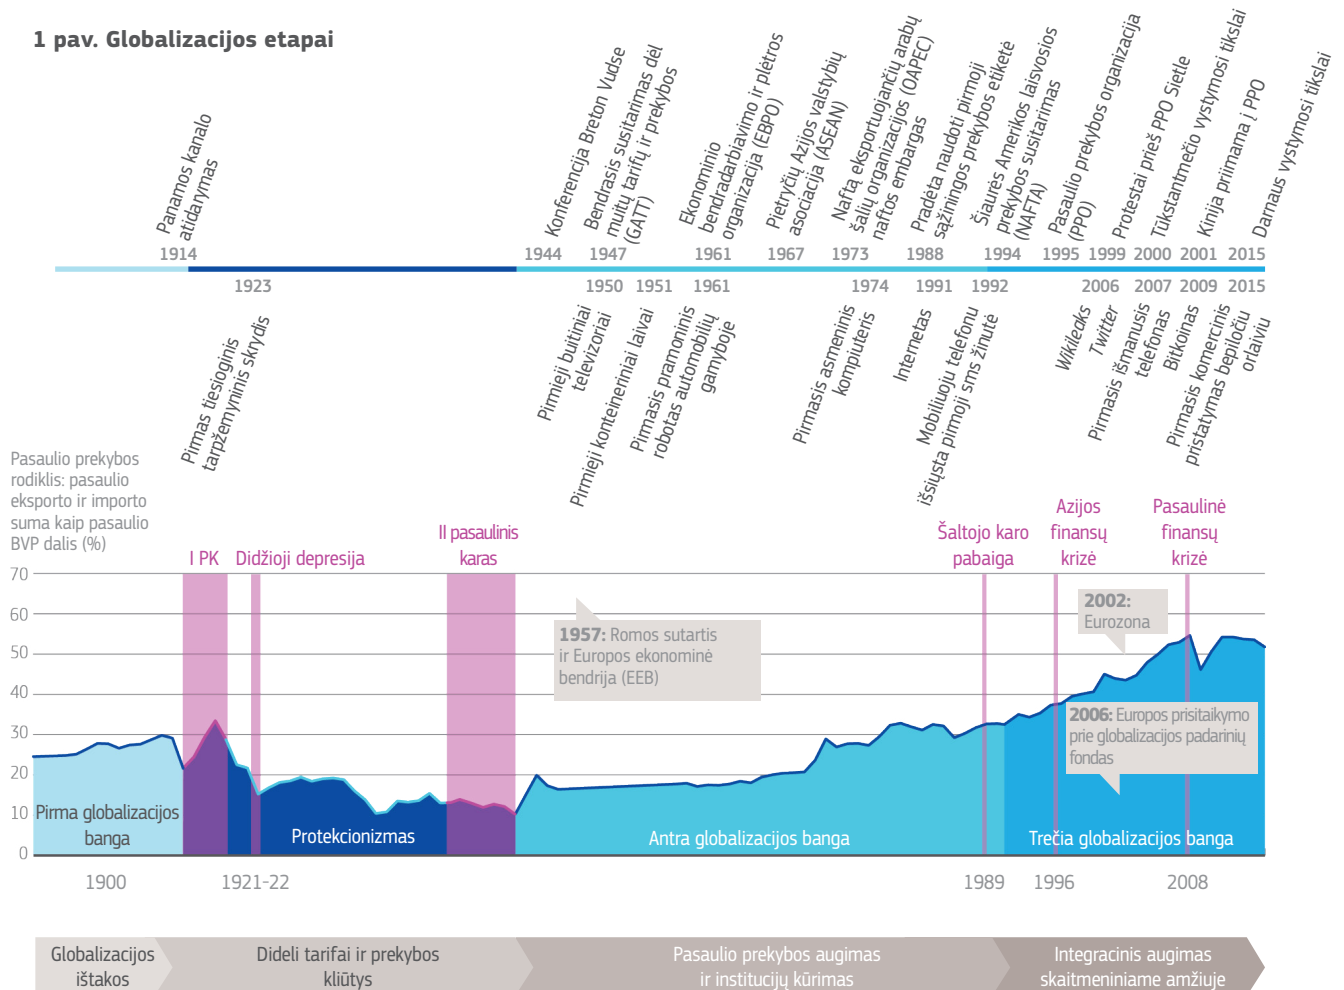 1 pav. Globalizacijos etapai
Panamos kanalo
atidarymas
Konferencija Breton Vudse
Bendrasis susitarimas dėl
muitų tarifų ir prekybos
(GATT)
Ekonominio
bendradarbiavimo ir plėtros
organizacija (EBPO)
Pietryčių Azijos valstybių
asociacija (ASEAN)
Naftą eksportuojančių arabų
šalių organizacijos (OAPEC)
naftos embargas
Pradėta naudoti pirmoji
sąžiningos prekybos etiketė
Šiaurės Amerikos laisvosios
prekybos susitarimas
(NAFTA)
Pasaulio prekybos organizacija
(PPO)
Protestai prieš PPO Sietle
Tūkstantmečio vystymosi tikslai
Kinija priimama į PPO
Darnaus vystymosi tikslai
1914 1944 1947 1961 1967 1973 1988 1994 1995 1999 2000 2001 2015
1923 1950 1951 1961 1974 1991 1992 2006 2007 2009 2015
Pirmas tiesioginis
tarpžemyninis skrydis
Pirmieji buitiniai
televizoriai
Pirmieji konteineriniai laivai
Pirmasis pramoninis
robotas automobilių
gamyboje
Pirmasis asmeninis
kompiuteris
Internetas
Mobiliuoju telefonu
išsiųsta pirmoji sms žinutė
Wikileaks
Twitter
Pirmasis išmanusis
telefonas
Bitkoinas
Pirmasis komercinis
pristatymas bepiločiu
orlaiviu
Pasaulio prekybos
rodiklis: pasaulio
eksporto ir importo
suma kaip pasaulio
BVP dalis (%)
I PK
Didžioji depresija
II pasaulinis
karas
Šaltojo karo
pabaiga
Azijos
finansų
krizė
Pasaulinė
finansų
krizė
70
60
50
40
30
20
10
0
1957: Romos sutartis
ir Europos ekonominė
bendrija (EEB)
2002:
Eurozona
2006: Europos prisitaikymo
prie globalizacijos padarinių
fondas
Pirma globalizacijos
banga
Protekcionizmas
Antra globalizacijos banga
Trečia globalizacijos banga
1900 1921-22 1989 1996 2008
Globalizacijos
ištakos
Dideli tarifai ir prekybos
kliūtys
Pasaulio prekybos augimas
ir institucijų kūrimas
Integracinis augimas
skaitmeniniame amžiuje